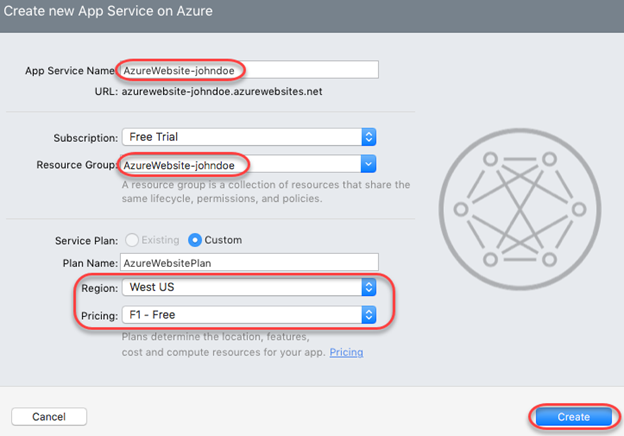 Create new App Service on Azure
App Service Name: AzureWebsite-johndoe
URL: azurewebsite-johndoe.azurewebsites.net
Subscription: Free Trial
Resource Group: AzureWebsite-johndoe
A resource group is a collection of resources that share the
same lifecycle, permissions, and policies.
Service Plan: Existing Custom
Plan Name: AzureWebsitePlan
Region: West US
Pricing: F1 - Free
Plans determine the location, features,
cost and compute resources for your app. Pricing
Cancel Create